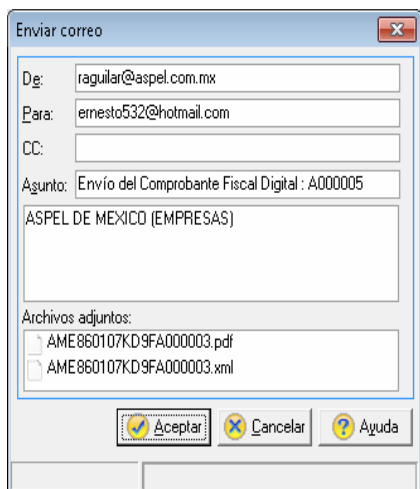 Enviar correo
De: raguilar@aspel.com.mx
Para: ernesto532@hotmail.com
CC:
Asunto: Envío del Comprobante Fiscal Digital : A000005
ASPEL DE MEXICO (EMPRESAS)
Archivos adjuntos:
AME860107KD9FA000003.pdf
AME860107KD9FA000003.xml
Aceptar Cancelar Ayuda